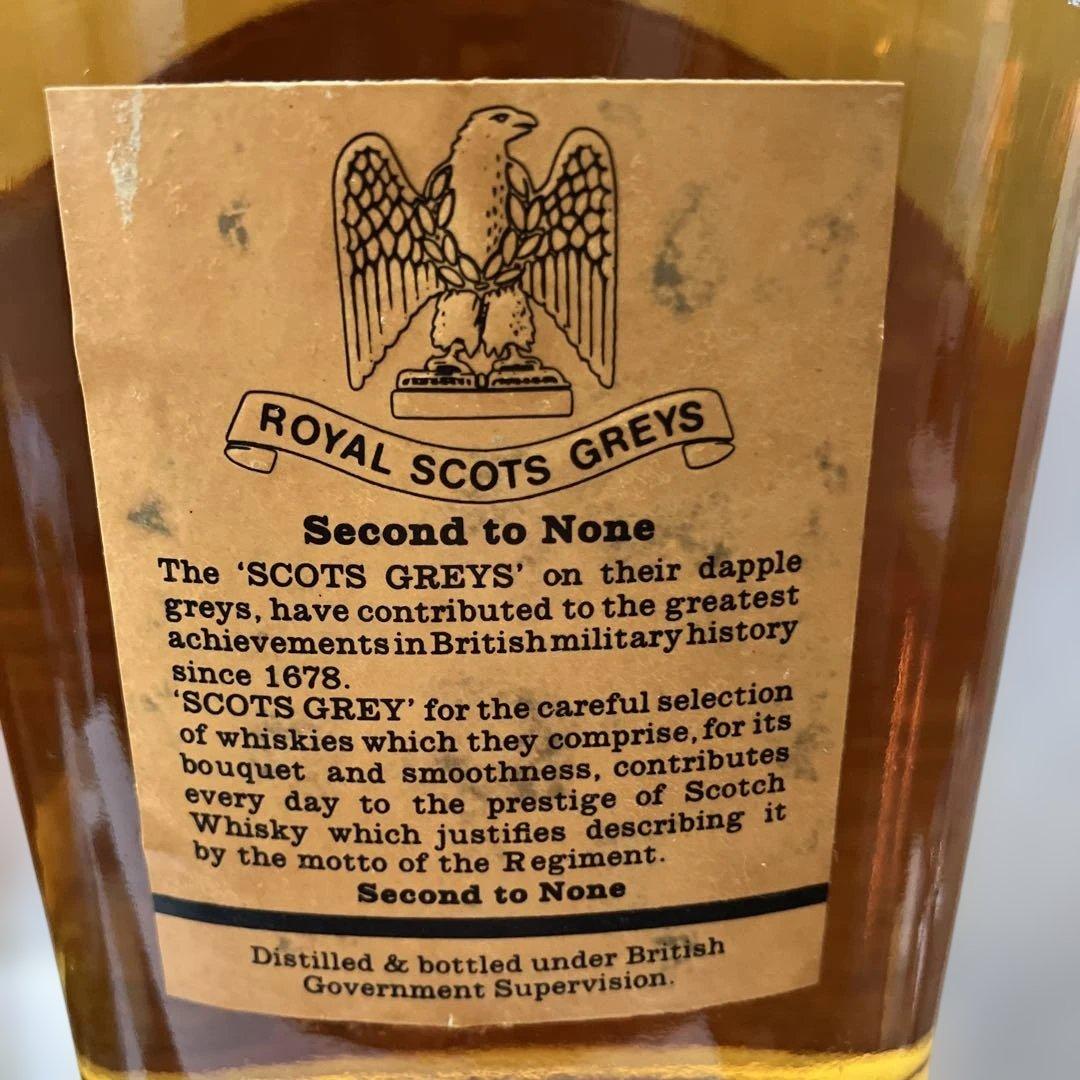 ROYAL SCOTS GREYS
Second to None
The ‘SCOTS GREYS’ on their dapple
greys, have contributed to the greatest
achievements in British military history
since 1678.
‘SCOTS GREY’ for the careful selection
of whiskies which they comprise, for its
bouquet and smoothness, contributes
every day to the prestige of Scotch
Whisky which justifies describing it
by the motto of the Regiment.
Second to None
Distilled & bottled under British
Government Supervision.